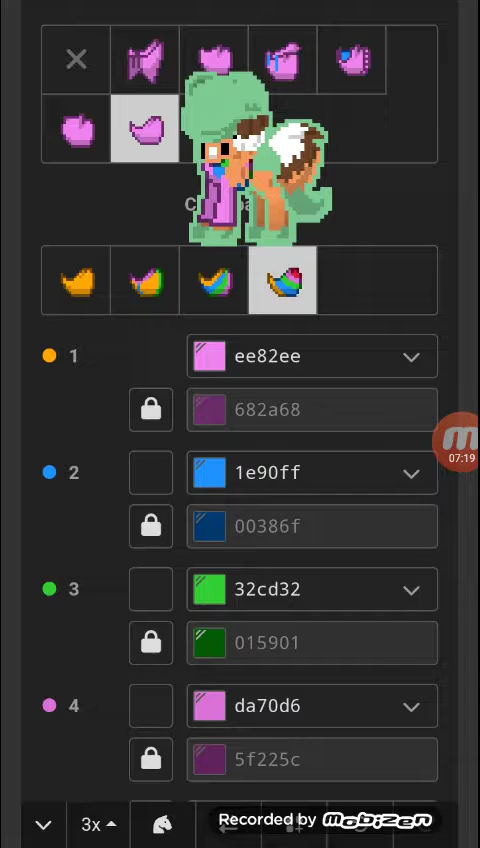 1 ee82ee
682a68
07:19
2 1e90ff
00386f
3 32cd32
015901
4 da70d6
5f225c
3x
Recorded by MOBIZEN